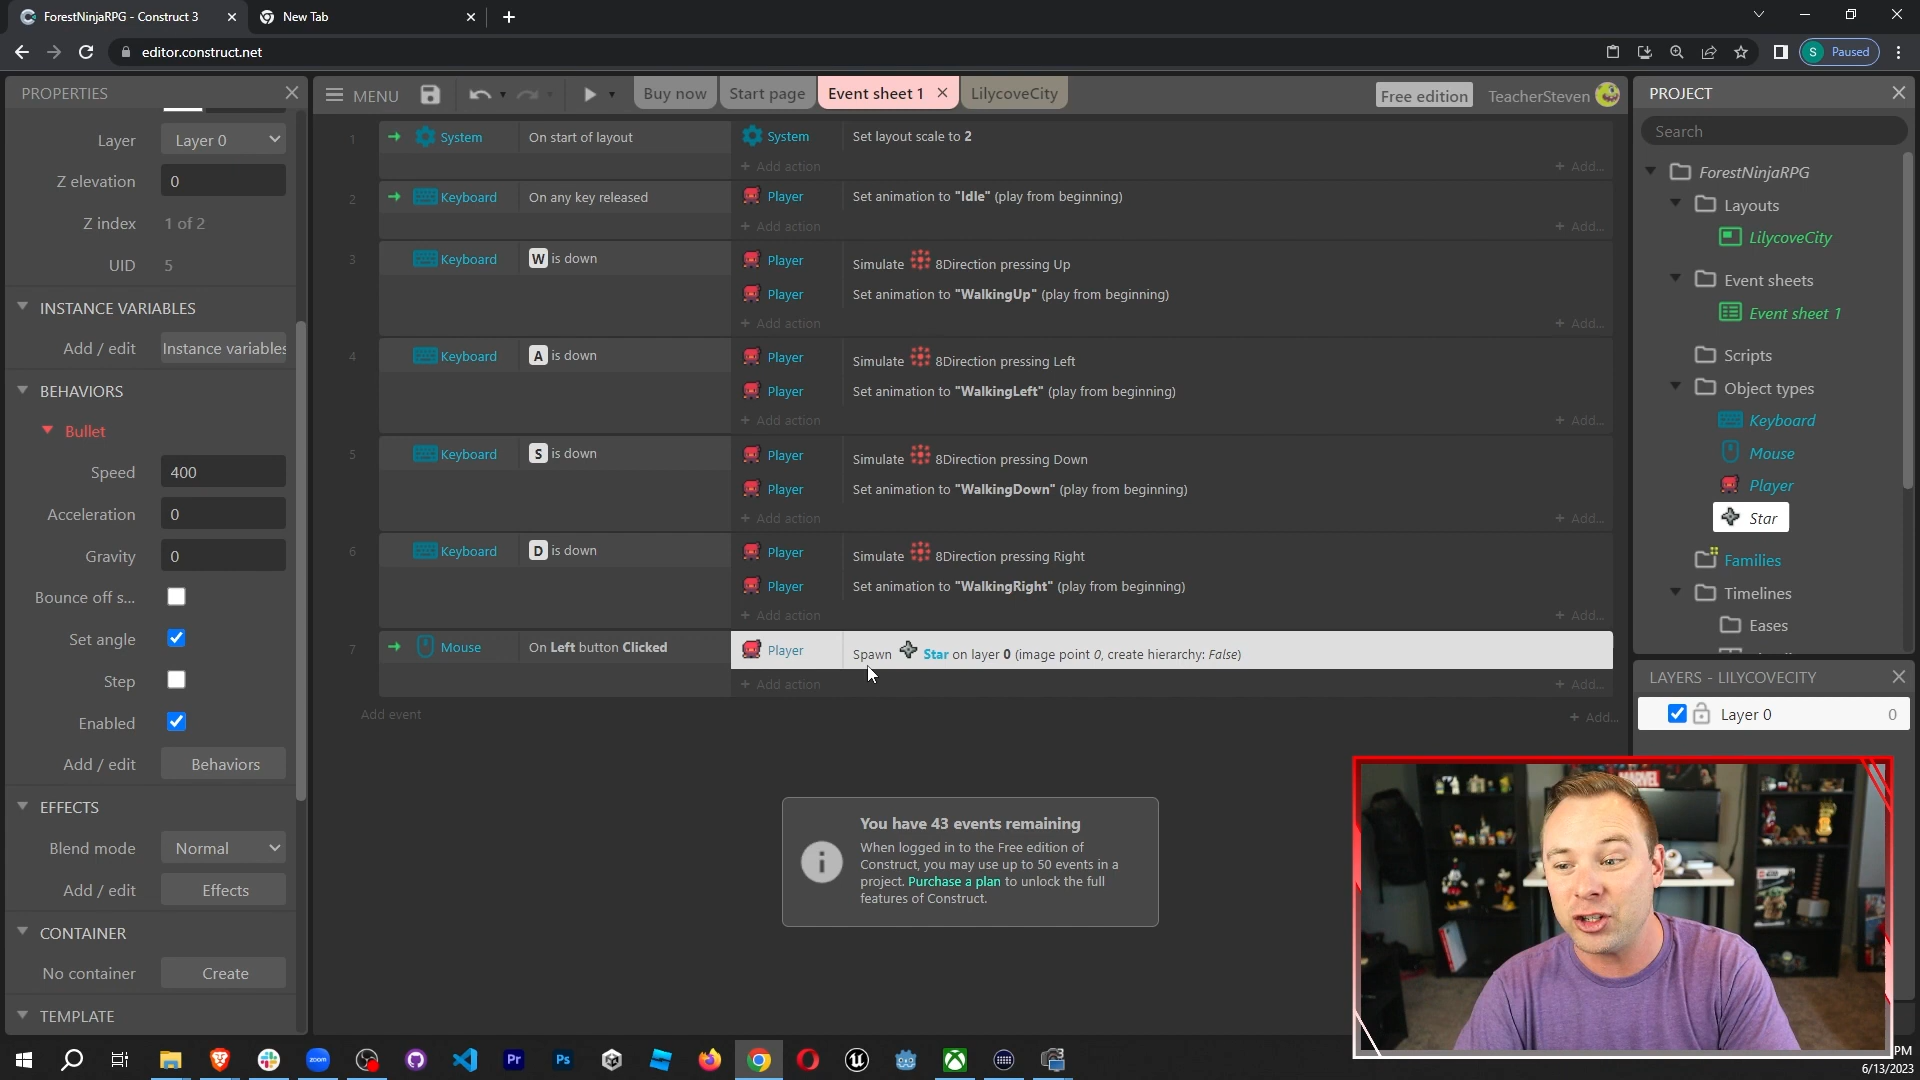 ForestNinjaRPG - Construct 3
New Tab
editor.construct.net
S Paused
PROPERTIES
Layer Layer 0
Z elevation 0
Z index 1 of 2
UID 5
INSTANCE VARIABLES
Add / edit Instance variables
BEHAVIORS
Bullet
Speed 400
Acceleration 0
Gravity 0
Bounce off s...
Set angle
Step
Enabled
Add / edit Behaviors
EFFECTS
Blend mode Normal
Add / edit Effects
CONTAINER
No container Create
TEMPLATE
MENU
Buy now
Start page
Event sheet 1
LilycoveCity
Free edition
TeacherSteven
1 System On start of layout System Set layout scale to 2
+ Add action + Add...
2 Keyboard On any key released Player Set animation to "Idle" (play from beginning)
+ Add action + Add...
3 Keyboard W is down Player Simulate 8Direction pressing Up
Player Set animation to "WalkingUp" (play from beginning)
+ Add action + Add...
4 Keyboard A is down Player Simulate 8Direction pressing Left
Player Set animation to "WalkingLeft" (play from beginning)
+ Add action + Add...
5 Keyboard S is down Player Simulate 8Direction pressing Down
Player Set animation to "WalkingDown" (play from beginning)
+ Add action + Add...
6 Keyboard D is down Player Simulate 8Direction pressing Right
Player Set animation to "WalkingRight" (play from beginning)
+ Add action + Add...
7 Mouse On Left button Clicked Player Spawn Star on layer 0 (image point 0, create hierarchy: False)
+ Add action + Add...
Add event + Add...
You have 43 events remaining
When logged in to the Free edition of
Construct, you may use up to 50 events in a
project. Purchase a plan to unlock the full
features of Construct.
PROJECT
Search
ForestNinjaRPG
Layouts
LilycoveCity
Event sheets
Event sheet 1
Scripts
Object types
Keyboard
Mouse
Player
Star
Families
Timelines
Eases
LAYERS - LILYCOVECITY
Layer 0 0
MARVEL
zoom
Pr
Ps
PM
6/13/2023